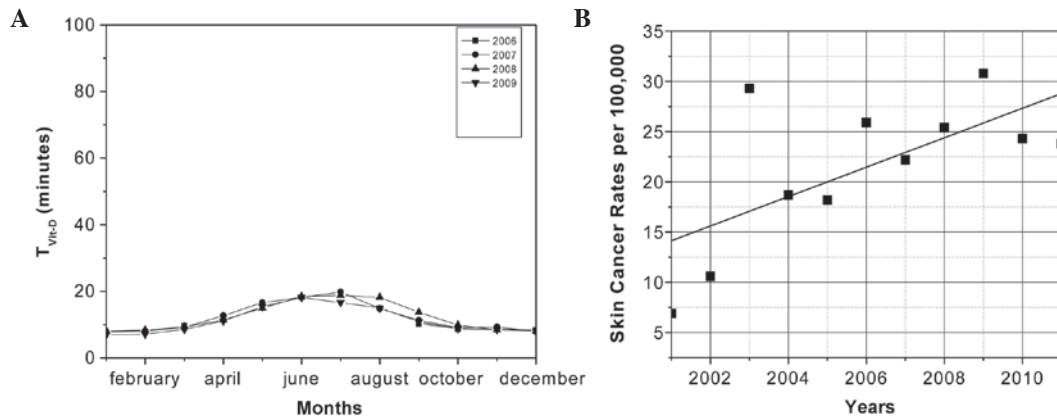 A
100
80
60
40
20
0
T_Vit-D (minutes)
2006
2007
2008
2009
february april june august october december
Months
B
35
30
25
20
15
10
5
Skin Cancer Rates per 100,000
2002 2004 2006 2008 2010
Years